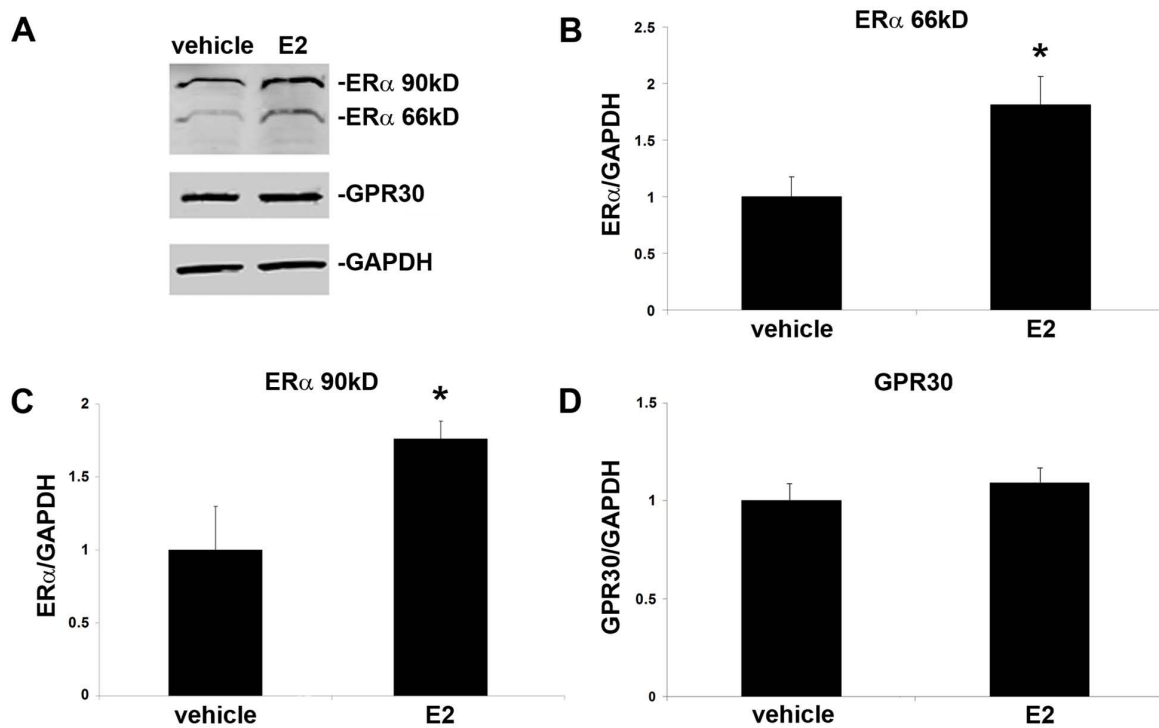 A
vehicle E2
-ERα 90kD
-ERα 66kD
-GPR30
-GAPDH
B
ERα 66kD
ERα/GAPDH
2.5
2
1.5
1
0.5
0
*
vehicle E2
C
ERα 90kD
ERα/GAPDH
2
1.5
1
0.5
0
*
vehicle E2
D
GPR30
GPR30/GAPDH
1.5
1
0.5
0
vehicle E2